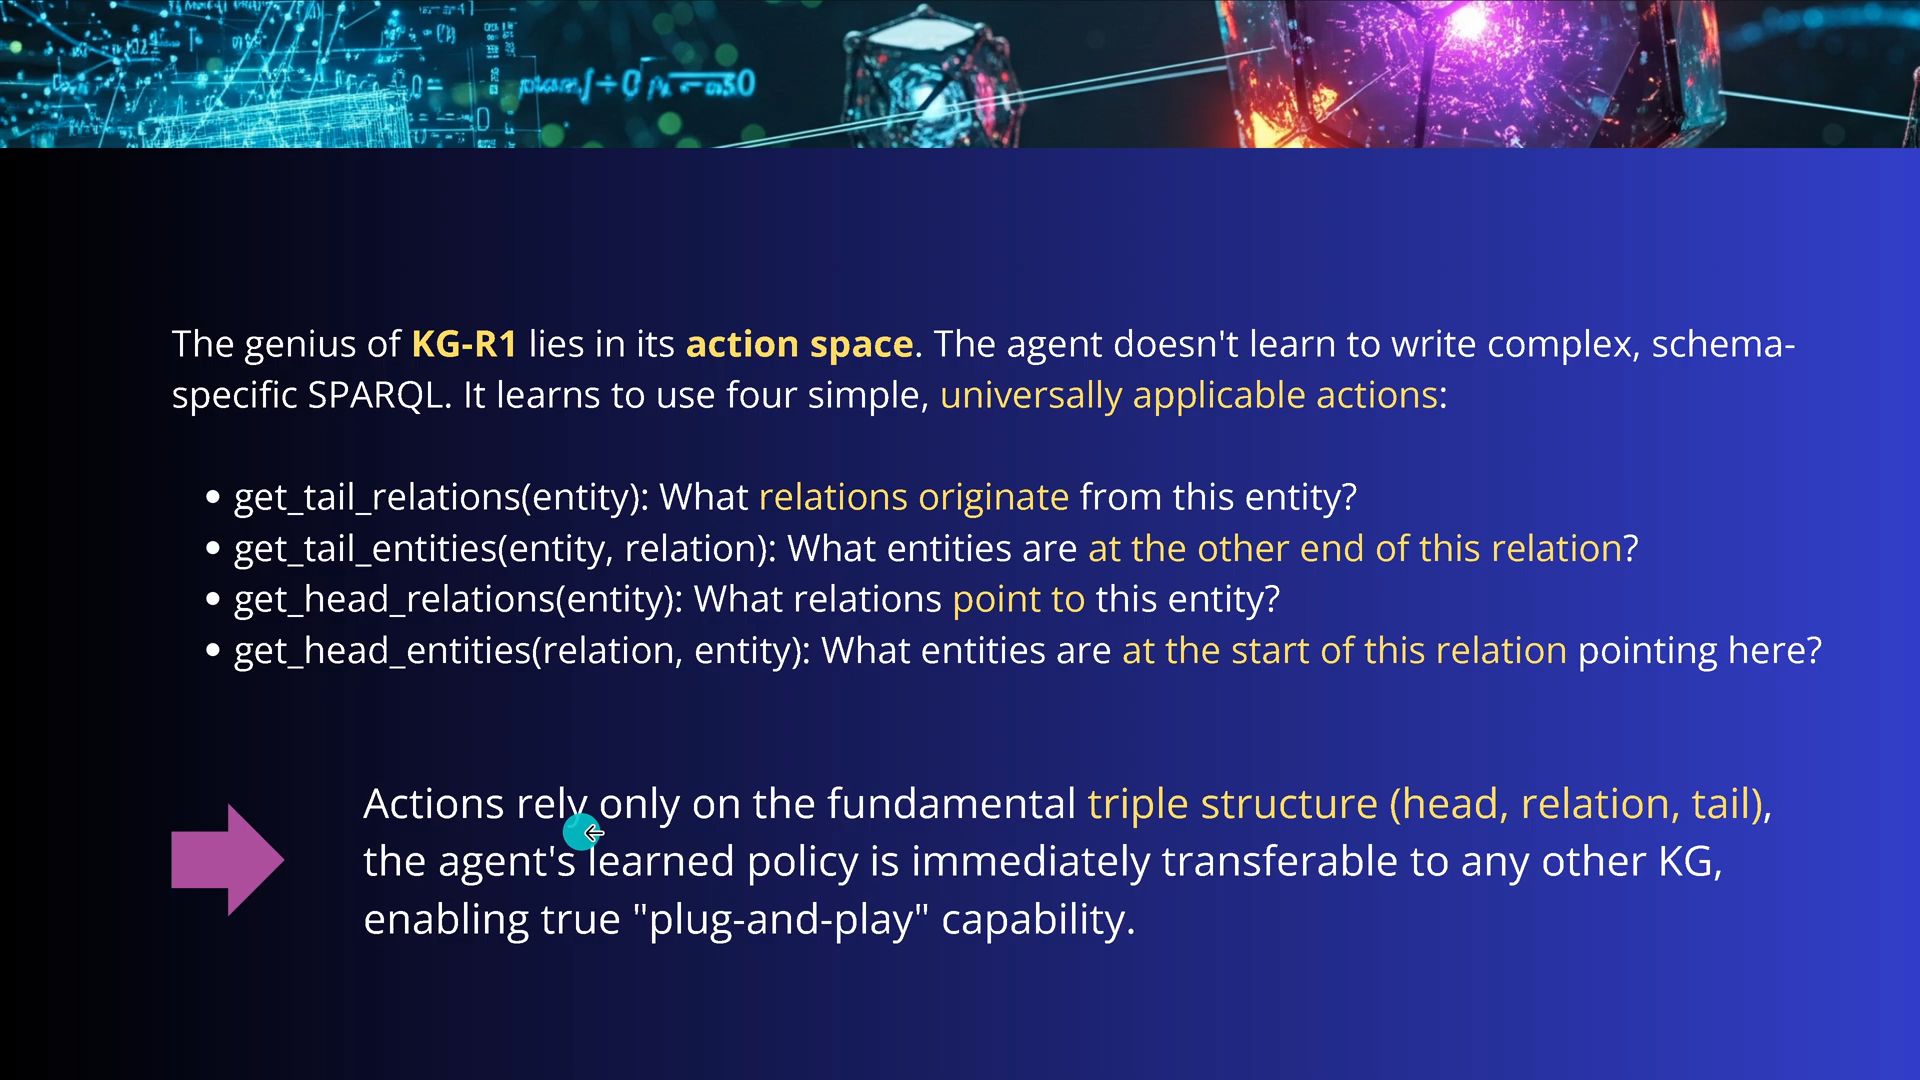 The genius of KG-R1 lies in its action space. The agent doesn't learn to write complex, schema-
specific SPARQL. It learns to use four simple, universally applicable actions:
• get_tail_relations(entity): What relations originate from this entity?
• get_tail_entities(entity, relation): What entities are at the other end of this relation?
• get_head_relations(entity): What relations point to this entity?
• get_head_entities(relation, entity): What entities are at the start of this relation pointing here?
Actions rely only on the fundamental triple structure (head, relation, tail),
the agent's learned policy is immediately transferable to any other KG,
enabling true "plug-and-play" capability.